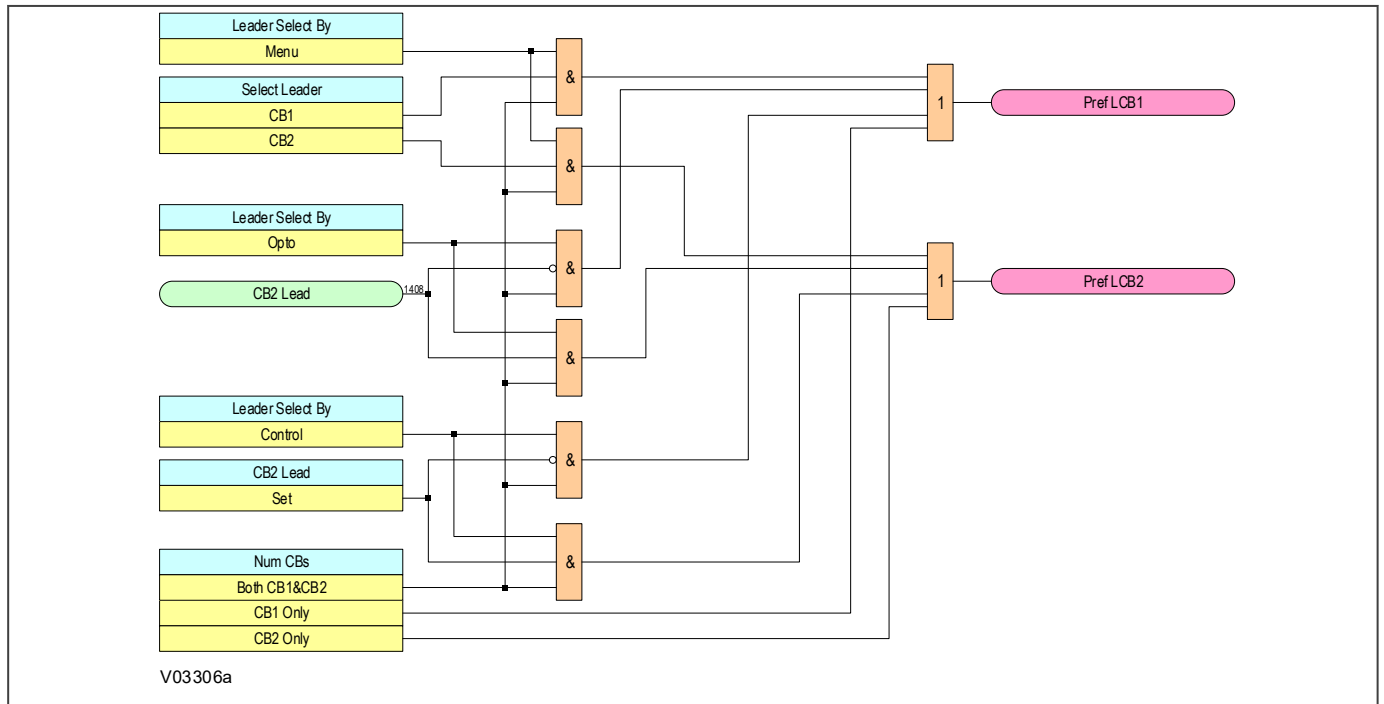 Leader Select By
Menu
Select Leader
CB1
CB2
Leader Select By
Opto
CB2 Lead
1408
Leader Select By
Control
CB2 Lead
Set
Num CBs
Both CB1&CB2
CB1 Only
CB2 Only
&
&
&
&
&
&
1
Pref LCB1
1
Pref LCB2
V03306a